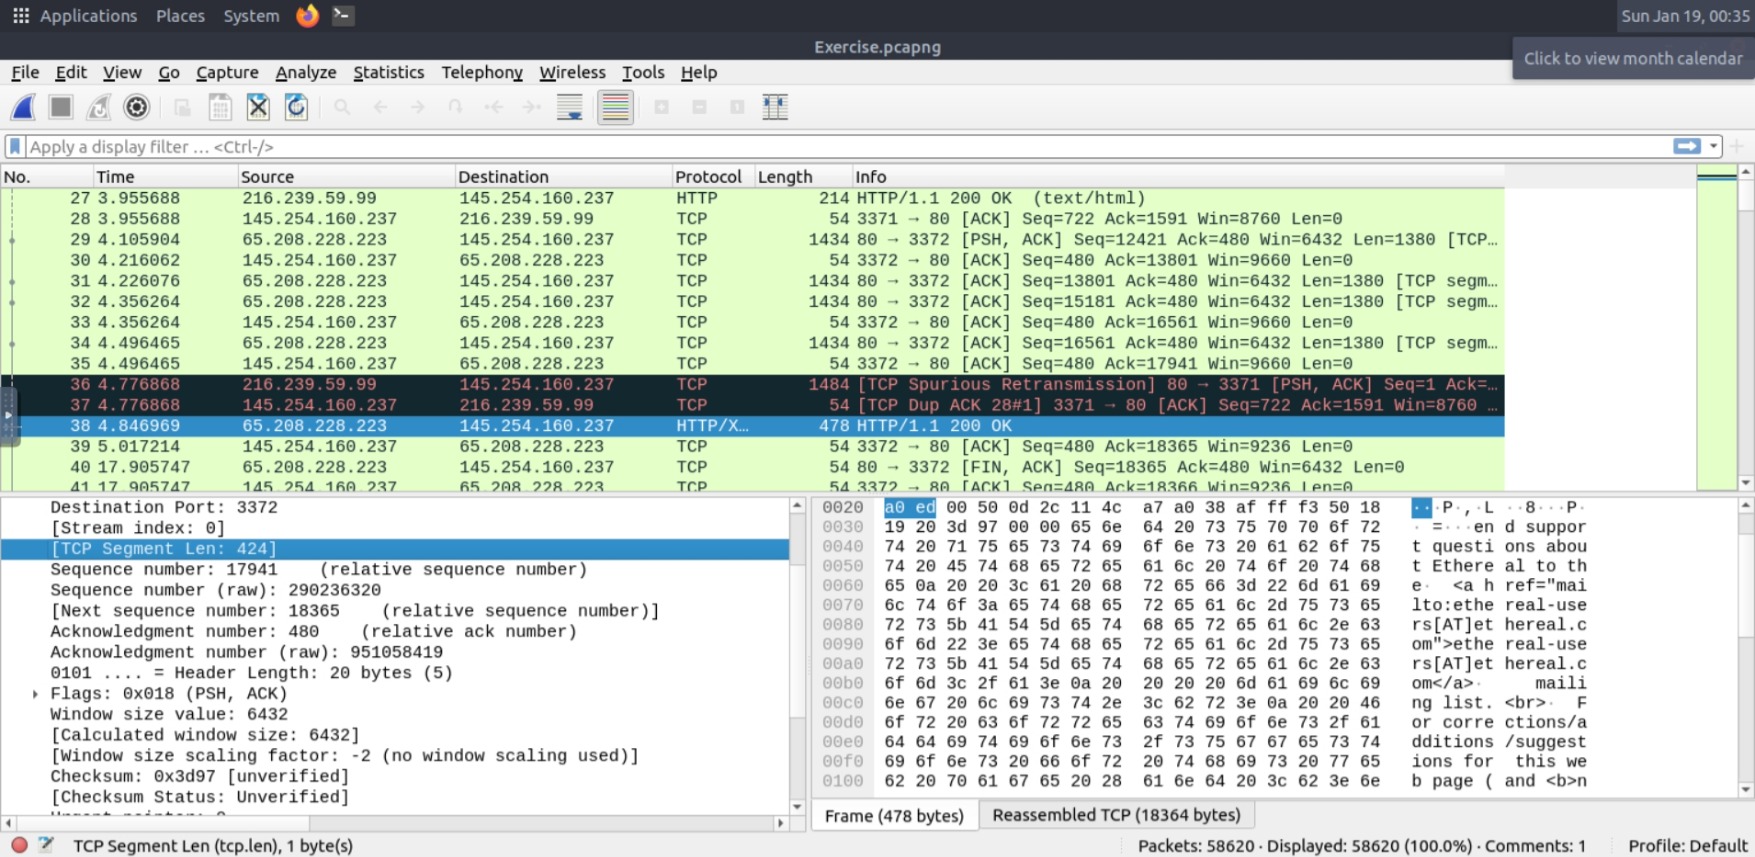 Applications Places System Sun Jan 19, 00:35
Exercise.pcapng
Click to view month calendar
File Edit View Go Capture Analyze Statistics Telephony Wireless Tools Help
Apply a display filter … <Ctrl-/>
No. Time Source Destination Protocol Length Info
27 3.955688 216.239.59.99 145.254.160.237 HTTP 214 HTTP/1.1 200 OK (text/html)
28 3.955688 145.254.160.237 216.239.59.99 TCP 54 3371 → 80 [ACK] Seq=722 Ack=1591 Win=8760 Len=0
29 4.105904 65.208.228.223 145.254.160.237 TCP 1434 80 → 3372 [PSH, ACK] Seq=12421 Ack=480 Win=6432 Len=1380 [TCP…
30 4.216062 145.254.160.237 65.208.228.223 TCP 54 3372 → 80 [ACK] Seq=480 Ack=13801 Win=9660 Len=0
31 4.226076 65.208.228.223 145.254.160.237 TCP 1434 80 → 3372 [ACK] Seq=13801 Ack=480 Win=6432 Len=1380 [TCP segm…
32 4.356264 65.208.228.223 145.254.160.237 TCP 1434 80 → 3372 [ACK] Seq=15181 Ack=480 Win=6432 Len=1380 [TCP segm…
33 4.356264 145.254.160.237 65.208.228.223 TCP 54 3372 → 80 [ACK] Seq=480 Ack=16561 Win=9660 Len=0
34 4.496465 65.208.228.223 145.254.160.237 TCP 1434 80 → 3372 [ACK] Seq=16561 Ack=480 Win=6432 Len=1380 [TCP segm…
35 4.496465 145.254.160.237 65.208.228.223 TCP 54 3372 → 80 [ACK] Seq=480 Ack=17941 Win=9660 Len=0
36 4.776868 216.239.59.99 145.254.160.237 TCP 1484 [TCP Spurious Retransmission] 80 → 3371 [PSH, ACK] Seq=1 Ack=…
37 4.776868 145.254.160.237 216.239.59.99 TCP 54 [TCP Dup ACK 28#1] 3371 → 80 [ACK] Seq=722 Ack=1591 Win=8760 …
38 4.846969 65.208.228.223 145.254.160.237 HTTP/X… 478 HTTP/1.1 200 OK
39 5.017214 145.254.160.237 65.208.228.223 TCP 54 3372 → 80 [ACK] Seq=480 Ack=18365 Win=9236 Len=0
40 17.905747 65.208.228.223 145.254.160.237 TCP 54 80 → 3372 [FIN, ACK] Seq=18365 Ack=480 Win=6432 Len=0
41 17.905747 145.254.160.237 65.208.228.223 TCP 54 3372 → 80 [ACK] Seq=480 Ack=18366 Win=9236 Len=0
Destination Port: 3372
[Stream index: 0]
[TCP Segment Len: 424]
Sequence number: 17941 (relative sequence number)
Sequence number (raw): 290236320
[Next sequence number: 18365 (relative sequence number)]
Acknowledgment number: 480 (relative ack number)
Acknowledgment number (raw): 951058419
0101 .... = Header Length: 20 bytes (5)
Flags: 0x018 (PSH, ACK)
Window size value: 6432
[Calculated window size: 6432]
[Window size scaling factor: -2 (no window scaling used)]
Checksum: 0x3d97 [unverified]
[Checksum Status: Unverified]
0020 a0 ed 00 50 0d 2c 11 4c a7 a0 38 af ff f3 50 18 ···P·,·L ··8···P·
0030 19 20 3d 97 00 00 65 6e 64 20 73 75 70 70 6f 72 · =···en d suppor
0040 74 20 71 75 65 73 74 69 6f 6e 73 20 61 62 6f 75 t questi ons abou
0050 74 20 45 74 68 65 72 65 61 6c 20 74 6f 20 74 68 t Ethere al to th
0060 65 0a 20 20 3c 61 20 68 72 65 66 3d 22 6d 61 69 e· <a h ref="mai
0070 6c 74 6f 3a 65 74 68 65 72 65 61 6c 2d 75 73 65 lto:ethe real-use
0080 72 73 5b 41 54 5d 65 74 68 65 72 65 61 6c 2e 63 rs[AT]et hereal.c
0090 6f 6d 22 3e 65 74 68 65 72 65 61 6c 2d 75 73 65 om">ethe real-use
00a0 72 73 5b 41 54 5d 65 74 68 65 72 65 61 6c 2e 63 rs[AT]et hereal.c
00b0 6f 6d 3c 2f 61 3e 0a 20 20 20 20 6d 61 69 6c 69 om</a>· maili
00c0 6e 67 20 6c 69 73 74 2e 3c 62 72 3e 0a 20 20 46 ng list. <br>· F
00d0 6f 72 20 63 6f 72 72 65 63 74 69 6f 6e 73 2f 61 or corre ctions/a
00e0 64 64 69 74 69 6f 6e 73 2f 73 75 67 67 65 73 74 dditions /suggest
00f0 69 6f 6e 73 20 66 6f 72 20 74 68 69 73 20 77 65 ions for this we
0100 62 20 70 61 67 65 20 28 61 6e 64 20 3c 62 3e 6e b page ( and <b>n
Frame (478 bytes) Reassembled TCP (18364 bytes)
TCP Segment Len (tcp.len), 1 byte(s) Packets: 58620 · Displayed: 58620 (100.0%) · Comments: 1 Profile: Default